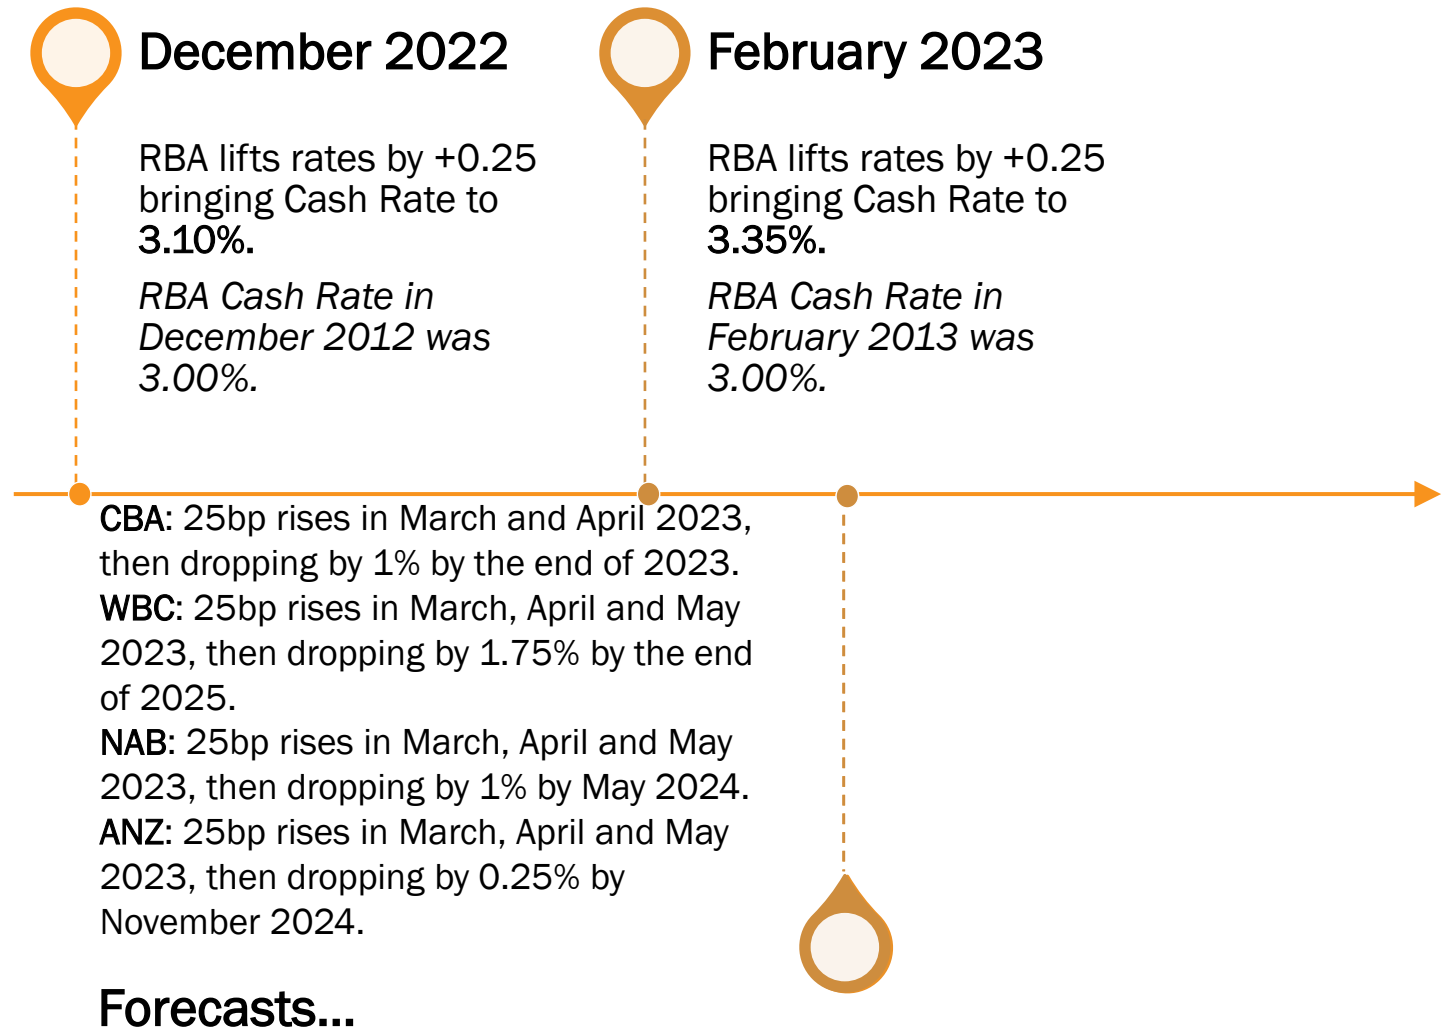 December 2022
RBA lifts rates by +0.25
bringing Cash Rate to
3.10%.
RBA Cash Rate in
December 2012 was
3.00%.
February 2023
RBA lifts rates by +0.25
bringing Cash Rate to
3.35%.
RBA Cash Rate in
February 2013 was
3.00%.
CBA: 25bp rises in March and April 2023,
then dropping by 1% by the end of 2023.
WBC: 25bp rises in March, April and May
2023, then dropping by 1.75% by the end
of 2025.
NAB: 25bp rises in March, April and May
2023, then dropping by 1% by May 2024.
ANZ: 25bp rises in March, April and May
2023, then dropping by 0.25% by
November 2024.
Forecasts...